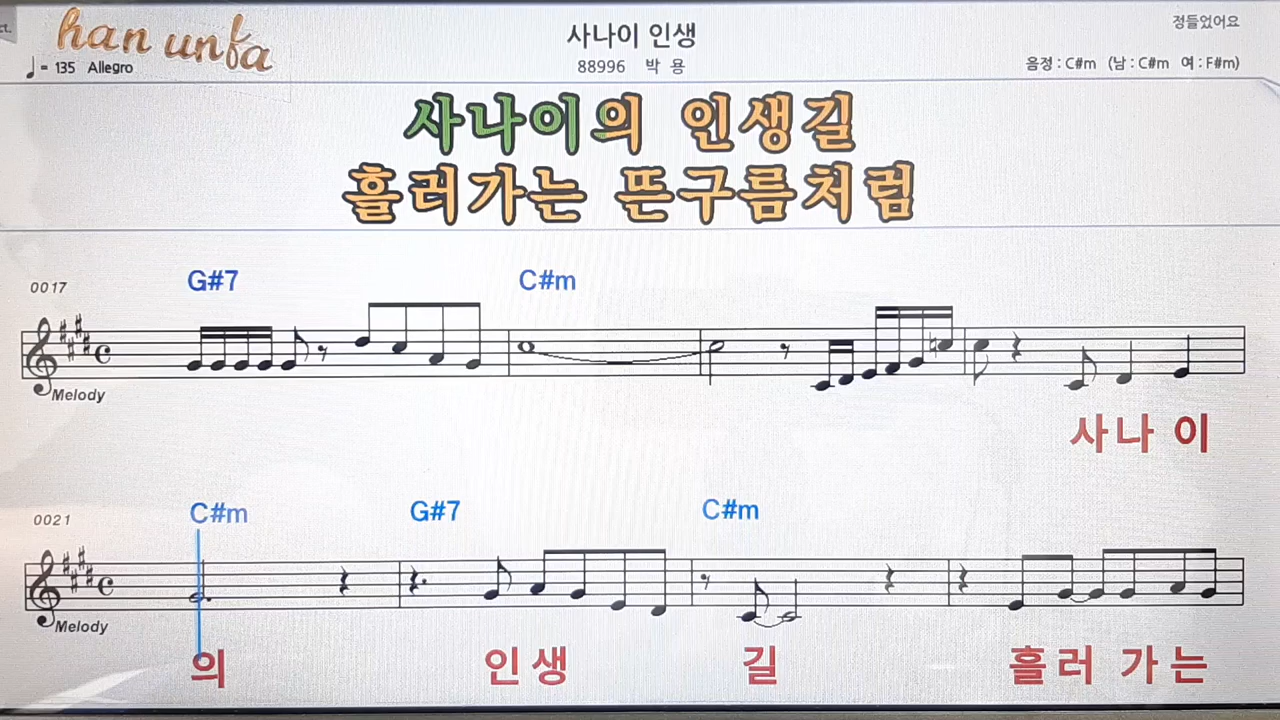 ct.
han unfa
사나이 인생
정들었어요
♩= 135 Allegro
88996 박 용
음정 : C#m (남 : C#m 여 : F#m)
사나이의 인생길
흘러가는 뜬구름처럼
0017
G#7 C#m
Melody
사나 이
0021
C#m G#7 C#m
Melody
의 인 생 길 흘 러 가 는